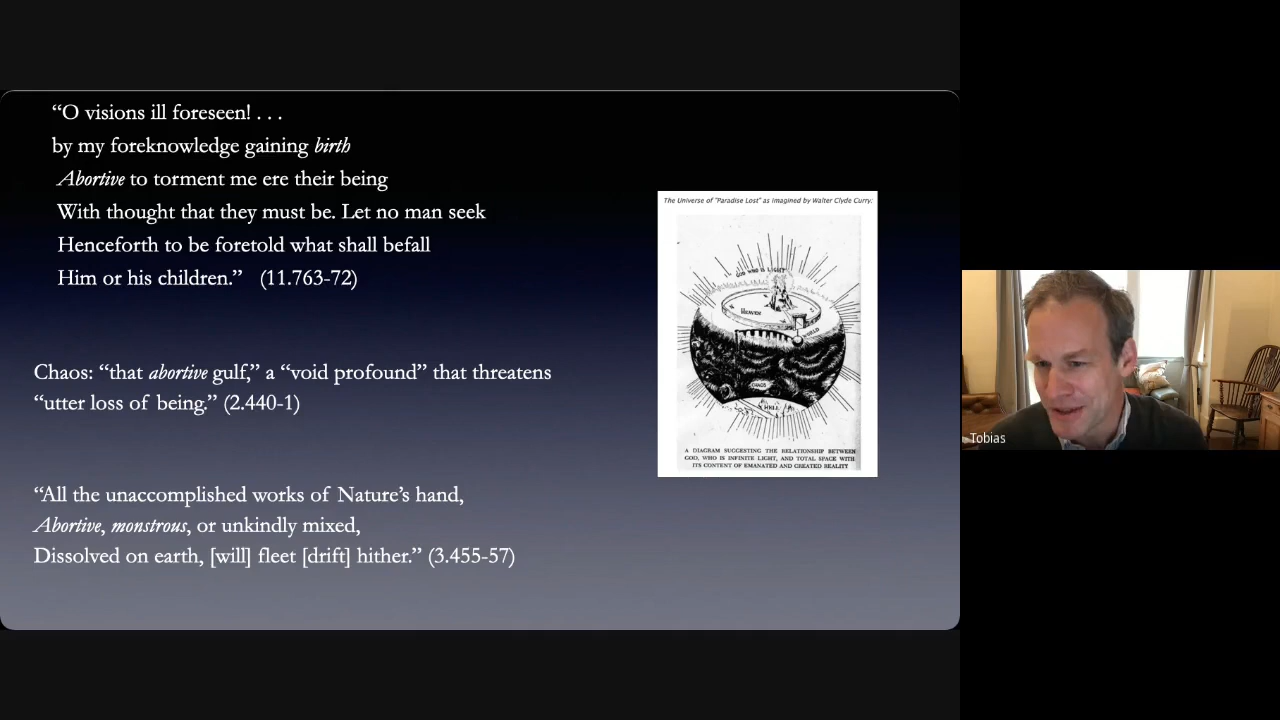 “O visions ill foreseen! . . .
by my foreknowledge gaining birth
Abortive to torment me ere their being
With thought that they must be. Let no man seek
Henceforth to be foretold what shall befall
Him or his children.” (11.763-72)
Chaos: “that abortive gulf,” a “void profound” that threatens
“utter loss of being.” (2.440-1)
“All the unaccomplished works of Nature’s hand,
Abortive, monstrous, or unkindly mixed,
Dissolved on earth, [will] fleet [drift] hither.” (3.455-57)
The Universe of "Paradise Lost" as imagined by Walter Clyde Curry:
GOD WHO IS LIGHT
HEAVEN
WORLD
CHAOS
HELL
A DIAGRAM SUGGESTING THE RELATIONSHIP BETWEEN
GOD, WHO IS INFINITE LIGHT, AND TOTAL SPACE WITH
ITS CONTENT OF EMANATED AND CREATED REALITY
Tobias